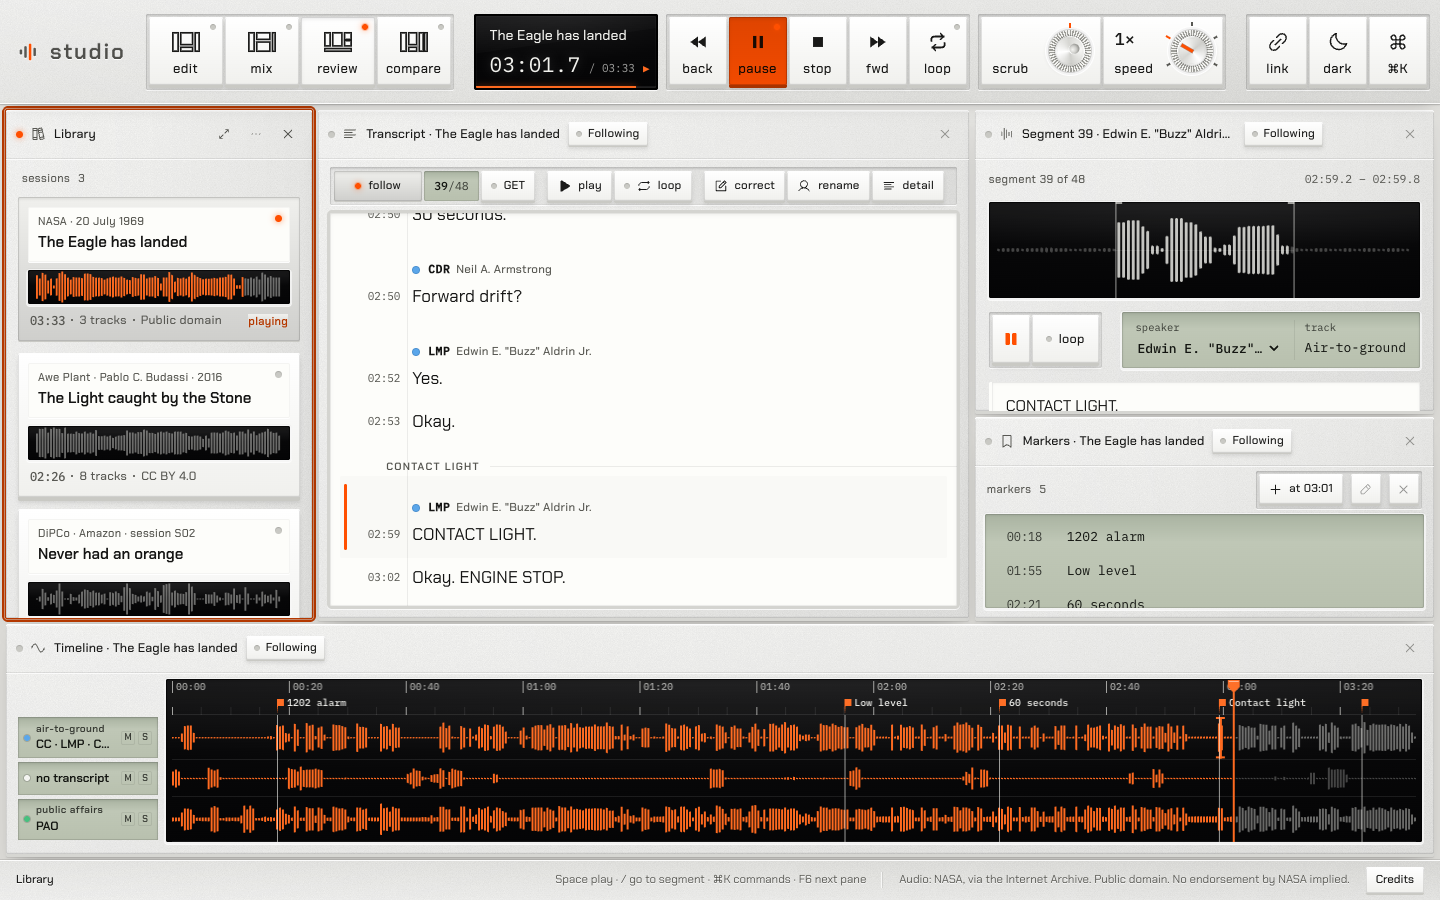 studio
edit
mix
review
compare
The Eagle has landed
03:01.7 / 03:33
back
pause
stop
fwd
loop
scrub
1×
speed
link
dark
⌘K
Library
sessions 3
NASA · 20 July 1969
The Eagle has landed
03:33 · 3 tracks · Public domain
playing
Awe Plant · Pablo C. Budassi · 2016
The Light caught by the Stone
02:26 · 8 tracks · CC BY 4.0
DiPCo · Amazon · session S02
Never had an orange
Transcript · The Eagle has landed
Following
follow
39/48
GET
play
loop
correct
rename
detail
02:50 30 seconds.
CDR Neil A. Armstrong
02:50 Forward drift?
LMP Edwin E. "Buzz" Aldrin Jr.
02:52 Yes.
02:53 Okay.
CONTACT LIGHT
LMP Edwin E. "Buzz" Aldrin Jr.
02:59 CONTACT LIGHT.
03:02 Okay. ENGINE STOP.
Segment 39 · Edwin E. "Buzz" Aldri...
Following
segment 39 of 48
02:59.2 – 02:59.8
loop
speaker
Edwin E. "Buzz"...
track
Air-to-ground
CONTACT LIGHT.
Markers · The Eagle has landed
Following
markers 5
+ at 03:01
00:18 1202 alarm
01:55 Low level
02:21 60 seconds
Timeline · The Eagle has landed
Following
00:00 00:20 00:40 01:00 01:20 01:40 02:00 02:20 02:40 :00 03:20
1202 alarm
Low level
60 seconds
Contact light
air-to-ground
CC · LMP · C...
M S
no transcript
M S
public affairs
PAO
M S
Library
Space play · / go to segment · ⌘K commands · F6 next pane
Audio: NASA, via the Internet Archive. Public domain. No endorsement by NASA implied.
Credits